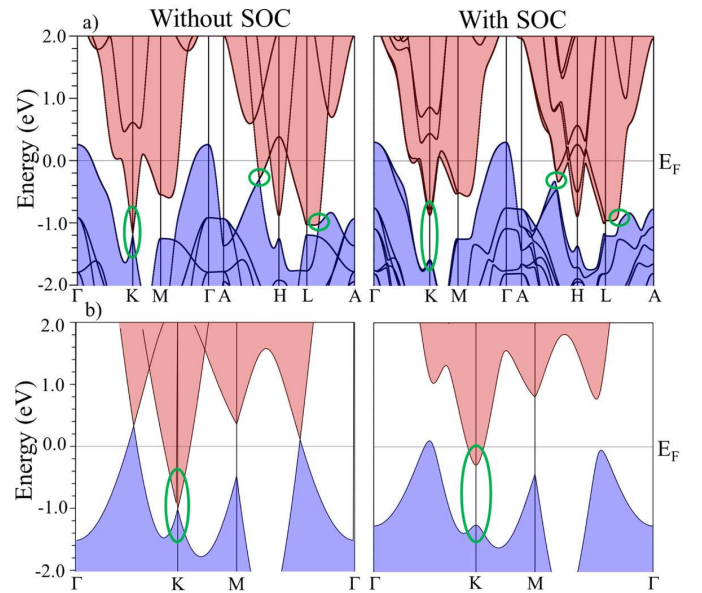 Without SOC
With SOC
a)
2.0
1.0
0.0
-1.0
-2.0
Energy (eV)
E_F
Γ K M Γ A H L A
Γ K M Γ A H L A
b)
2.0
1.0
0.0
-1.0
-2.0
Energy (eV)
E_F
Γ K M Γ
Γ K M Γ